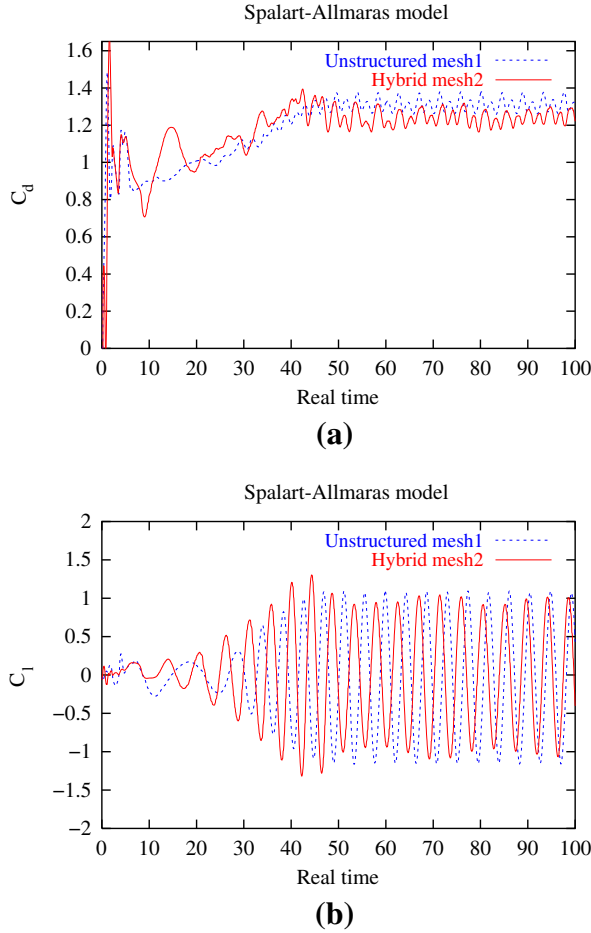 Spalart-Allmaras model
Unstructured mesh1
Hybrid mesh2
C_d
1.6
1.4
1.2
1
0.8
0.6
0.4
0.2
0
0 10 20 30 40 50 60 70 80 90 100
Real time
(a)
Spalart-Allmaras model
Unstructured mesh1
Hybrid mesh2
C_l
2
1.5
1
0.5
0
−0.5
−1
−1.5
−2
0 10 20 30 40 50 60 70 80 90 100
Real time
(b)